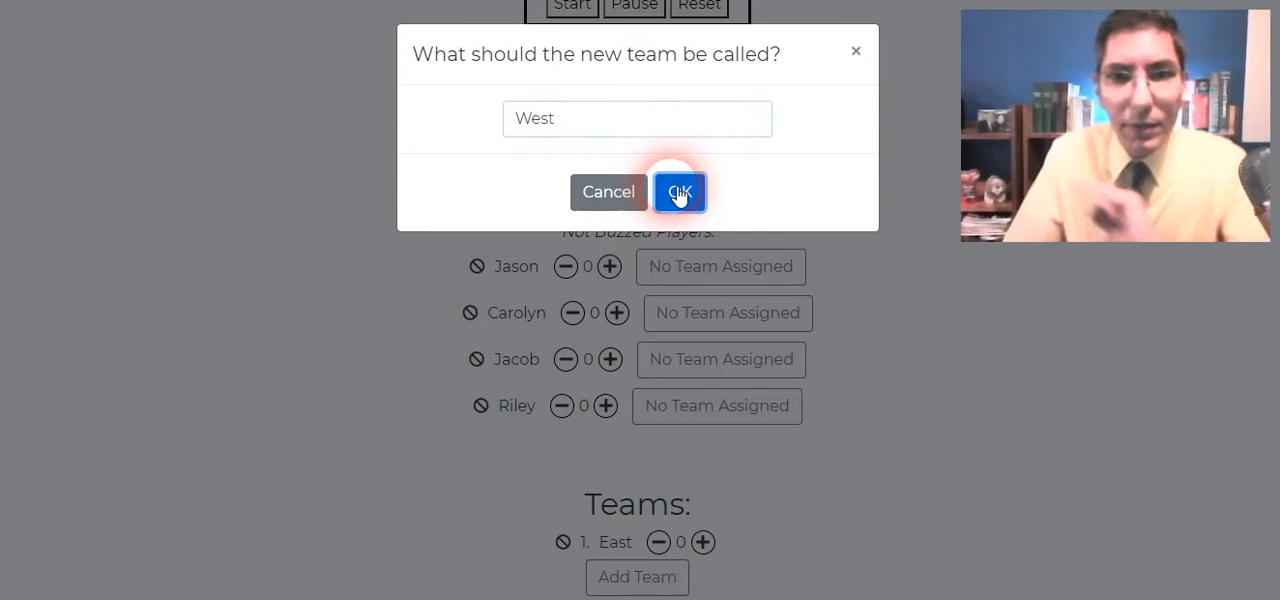 Start Pause Reset
What should the new team be called? ×
West
Cancel OK
Not Buzzed Players:
Jason 0 No Team Assigned
Carolyn 0 No Team Assigned
Jacob 0 No Team Assigned
Riley 0 No Team Assigned
Teams:
1. East 0
Add Team